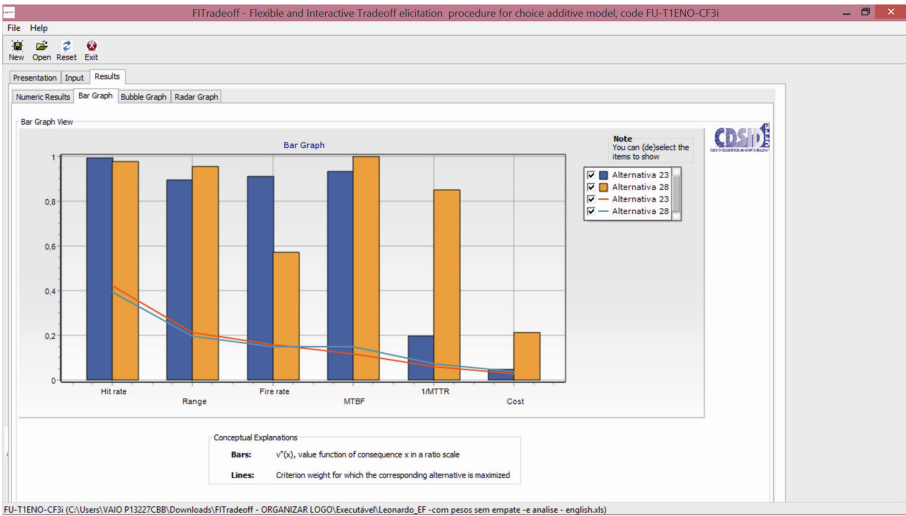 FITradeoff - Flexible and Interactive Tradeoff elicitation procedure for choice additive model, code FU-T1ENO-CF3i
File Help
New Open Reset Exit
Presentation Input Results
Numeric Results Bar Graph Bubble Graph Radar Graph
Bar Graph View
Bar Graph
Note
You can (de)select the
items to show
CDSID
UFPE
Alternativa 23
Alternativa 28
Alternativa 23
Alternativa 28
1
0,8
0,6
0,4
0,2
0
Hit rate
Range
Fire rate
MTBF
1/MTTR
Cost
Conceptual Explanations
Bars: v"(x), value function of consequence x in a ratio scale
Lines: Criterion weight for which the corresponding alternative is maximized
FU-T1ENO-CF3i (C:\Users\VAIO P13227CBB\Downloads\FITradeoff - ORGANIZAR LOGO\Executável\Leonardo_EF -com pesos sem empate -e analise - english.xls)